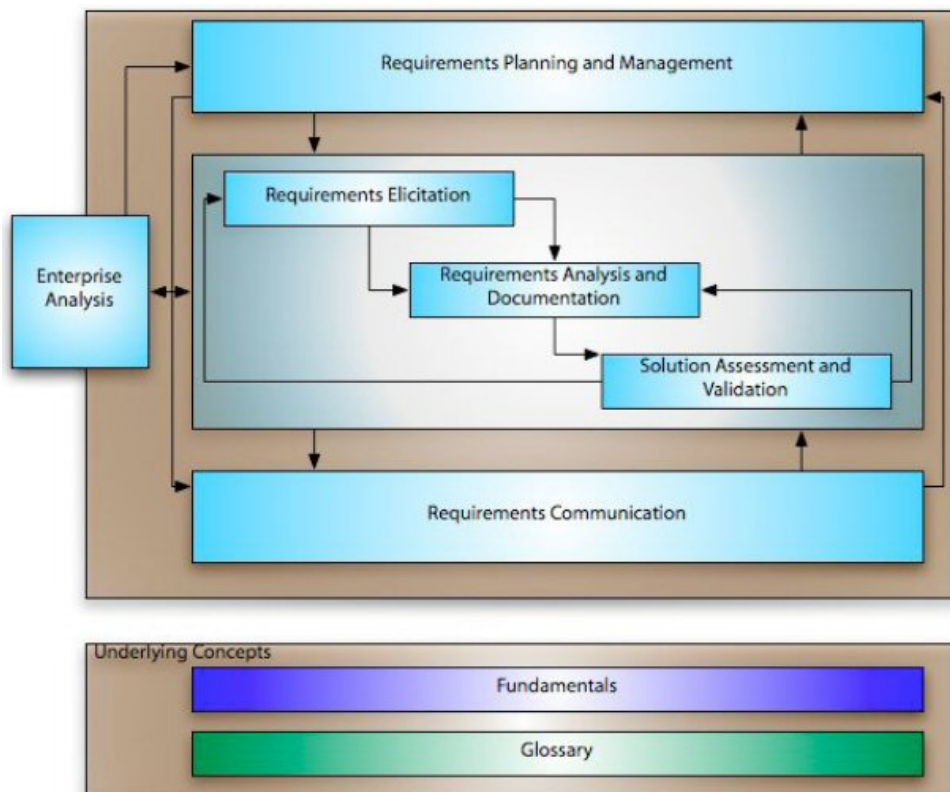 Requirements Planning and Management
Requirements Elicitation
Enterprise
Analysis
Requirements Analysis and
Documentation
Solution Assessment and
Validation
Requirements Communication
Underlying Concepts
Fundamentals
Glossary